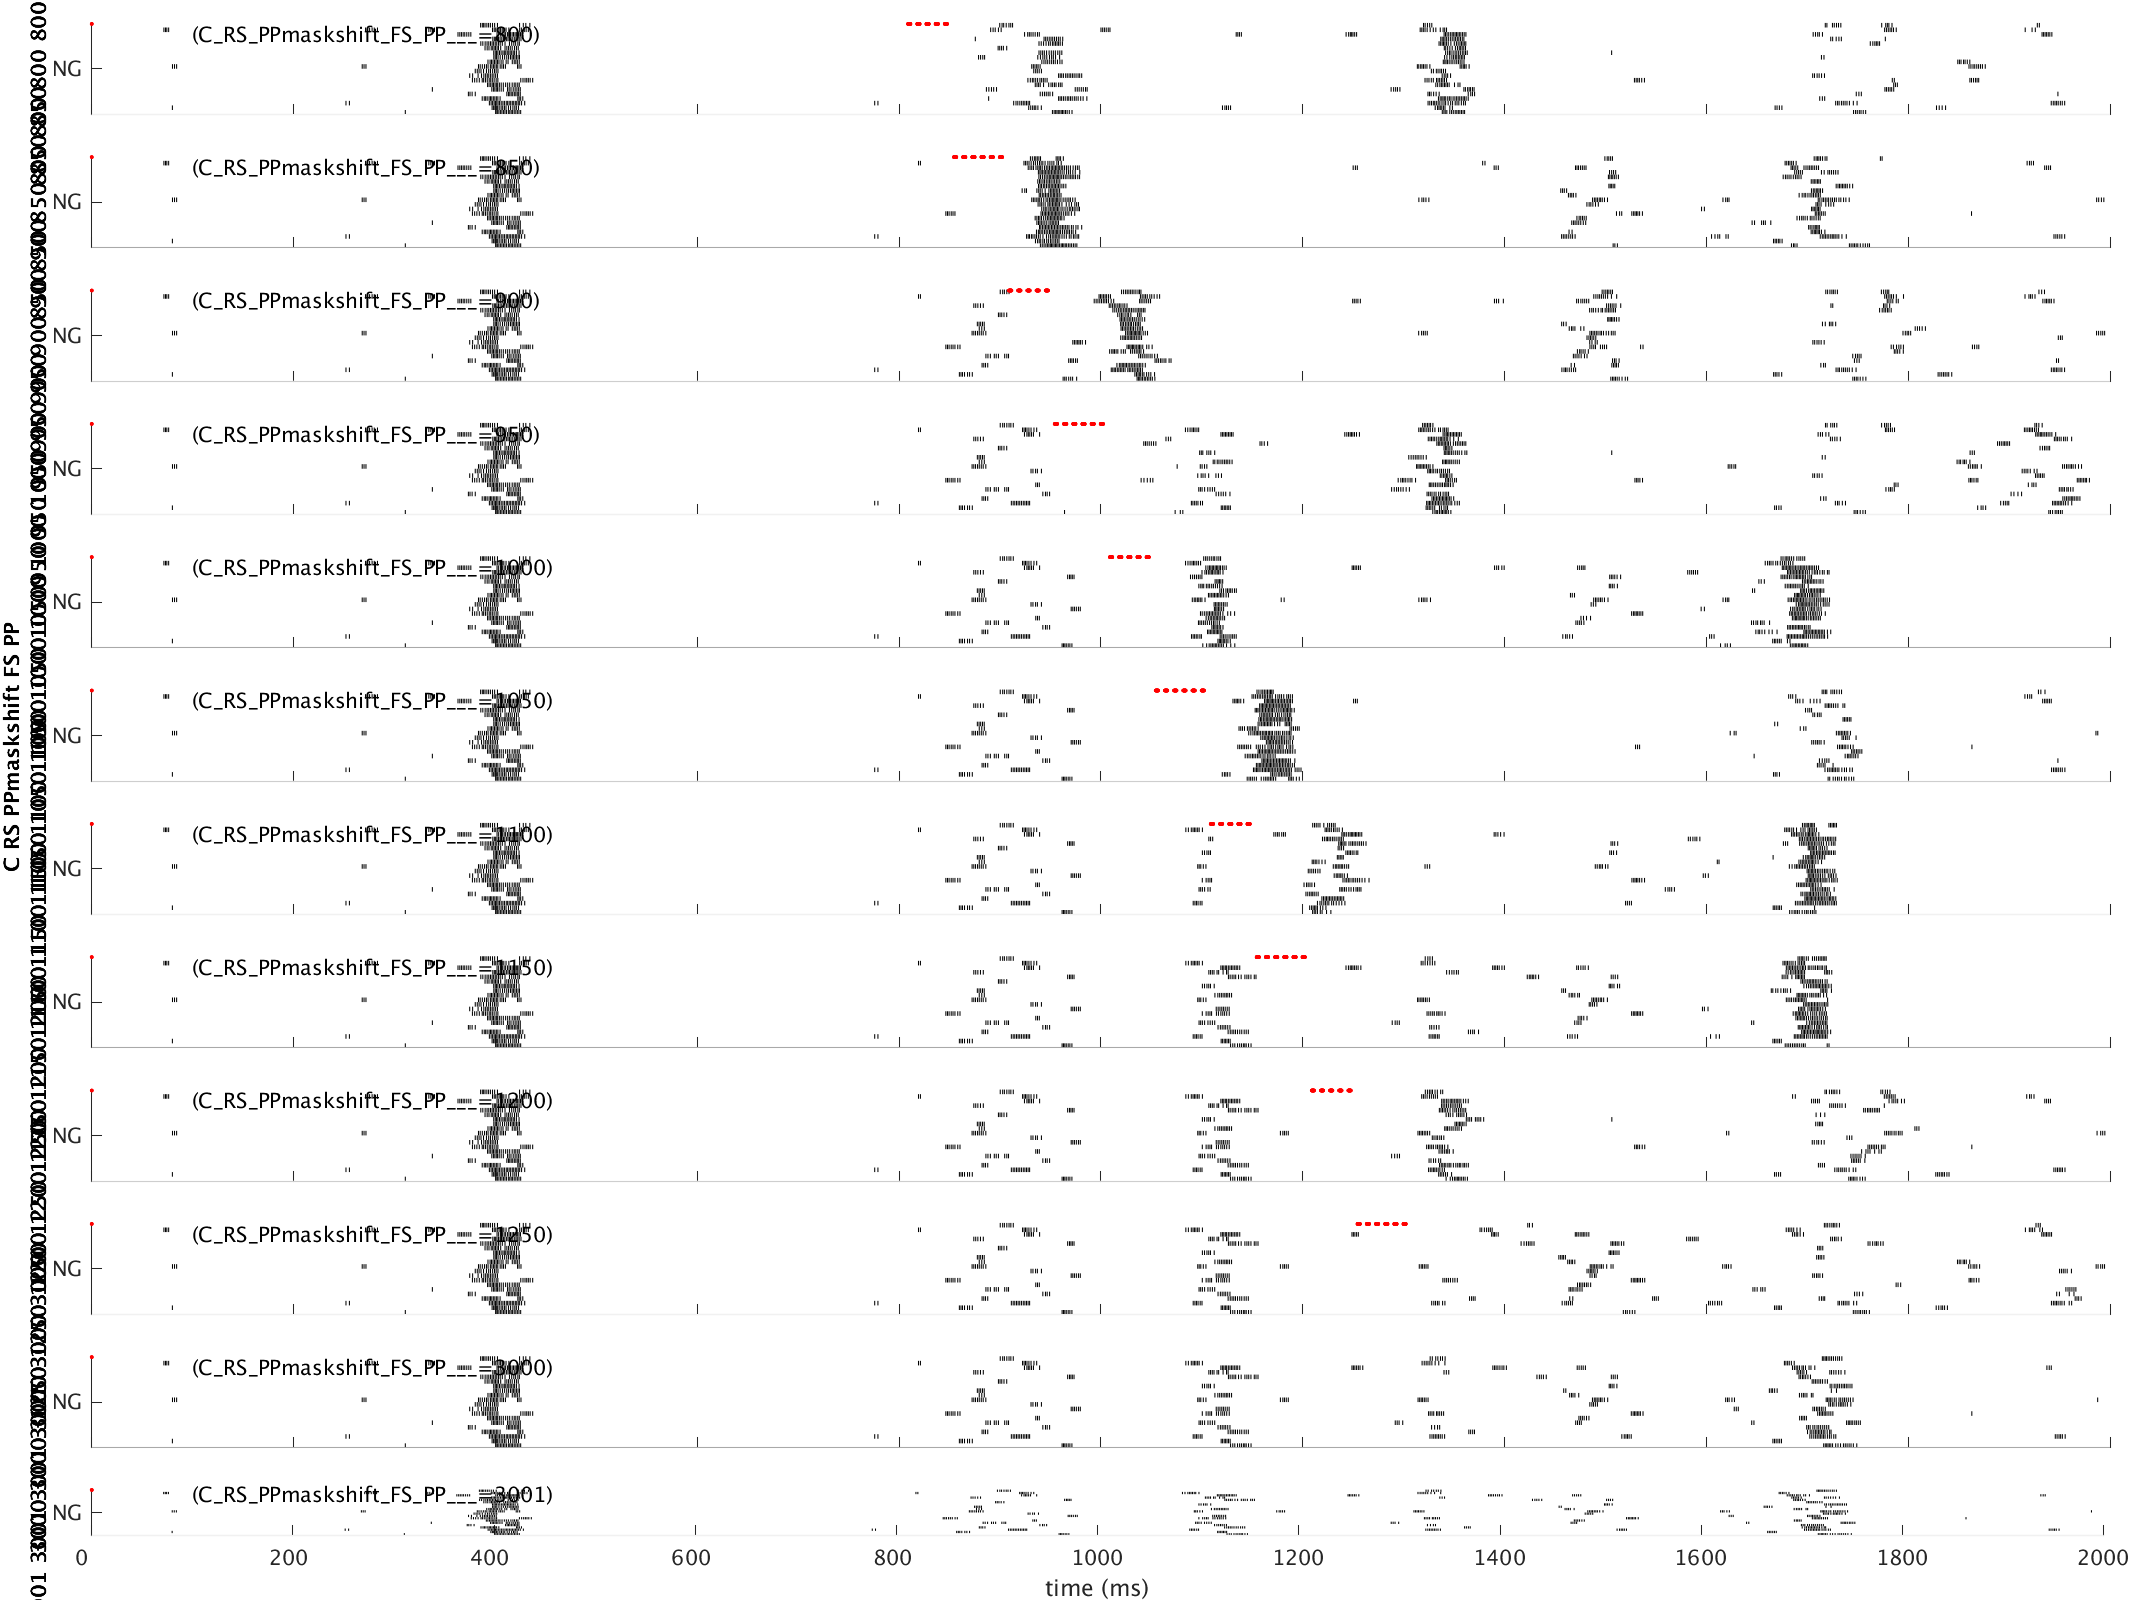 (C_RS_PPmaskshift_FS_PP___=800)
NG
(C_RS_PPmaskshift_FS_PP___=850)
NG
(C_RS_PPmaskshift_FS_PP___=900)
NG
(C_RS_PPmaskshift_FS_PP___=950)
NG
(C_RS_PPmaskshift_FS_PP___=1000)
NG
(C_RS_PPmaskshift_FS_PP___=1050)
NG
(C_RS_PPmaskshift_FS_PP___=1100)
NG
(C_RS_PPmaskshift_FS_PP___=1150)
NG
(C_RS_PPmaskshift_FS_PP___=1200)
NG
(C_RS_PPmaskshift_FS_PP___=1250)
NG
(C_RS_PPmaskshift_FS_PP___=3000)
NG
(C_RS_PPmaskshift_FS_PP___=3001)
NG
C RS PPmaskshift FS PP
0 200 400 600 800 1000 1200 1400 1600 1800 2000
time (ms)